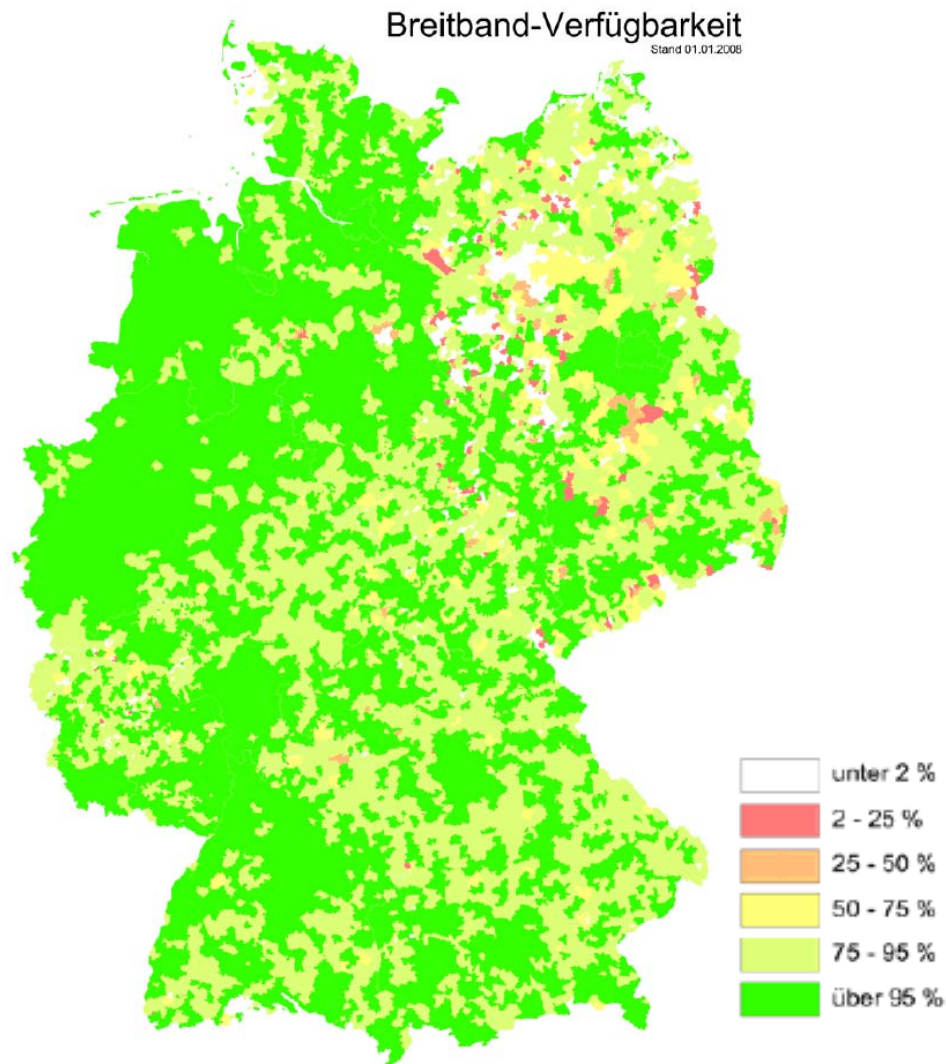 Breitband-Verfügbarkeit
Stand 01.01.2008
unter 2 %
2 - 25 %
25 - 50 %
50 - 75 %
75 - 95 %
über 95 %